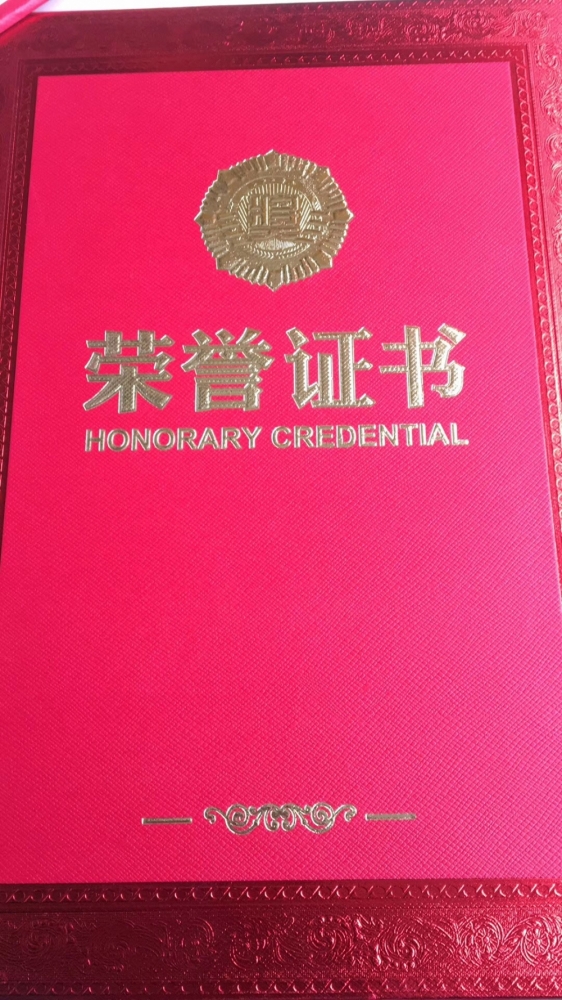 荣誉证书
HONORARY CREDENTIAL